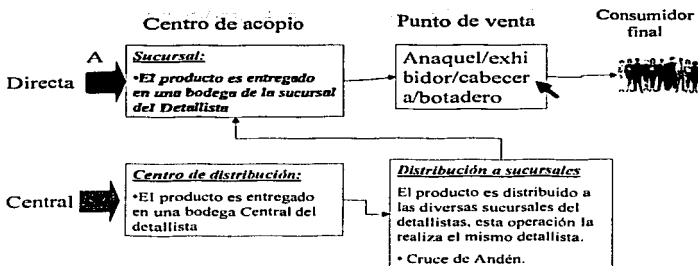 Centro de acopio
Punto de venta
Consumidor
final
A
Directa
Sucursal:
•El producto es entregado
en una bodega de la sucursal
del Detallista
Anaquel/exhi
bidor/cabecer
a/botadero
Central
Centro de distribución:
•El producto es entregado
en una bodega Central del
detallista
Distribución a sucursales
El producto es distribuido a
las diversas sucursales del
detallistas, esta operación la
realiza el mismo detallista.
• Cruce de Andén.